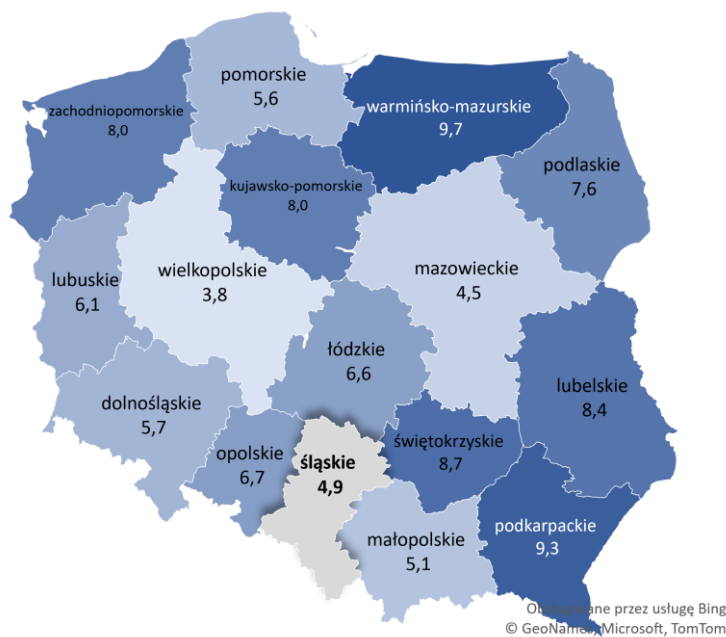 pomorskie
5,6
warmińsko-mazurskie
9,7
zachodniopomorskie
8,0
podlaskie
7,6
kujawsko-pomorskie
8,0
wielkopolskie
3,8
mazowieckie
4,5
lubuskie
6,1
łódzkie
6,6
lubelskie
8,4
dolnośląskie
5,7
opolskie
6,7
śląskie
4,9
świętokrzyskie
8,7
podkarpackie
9,3
małopolskie
5,1
przez usługę Bing
© GeoNames, Microsoft, TomTom